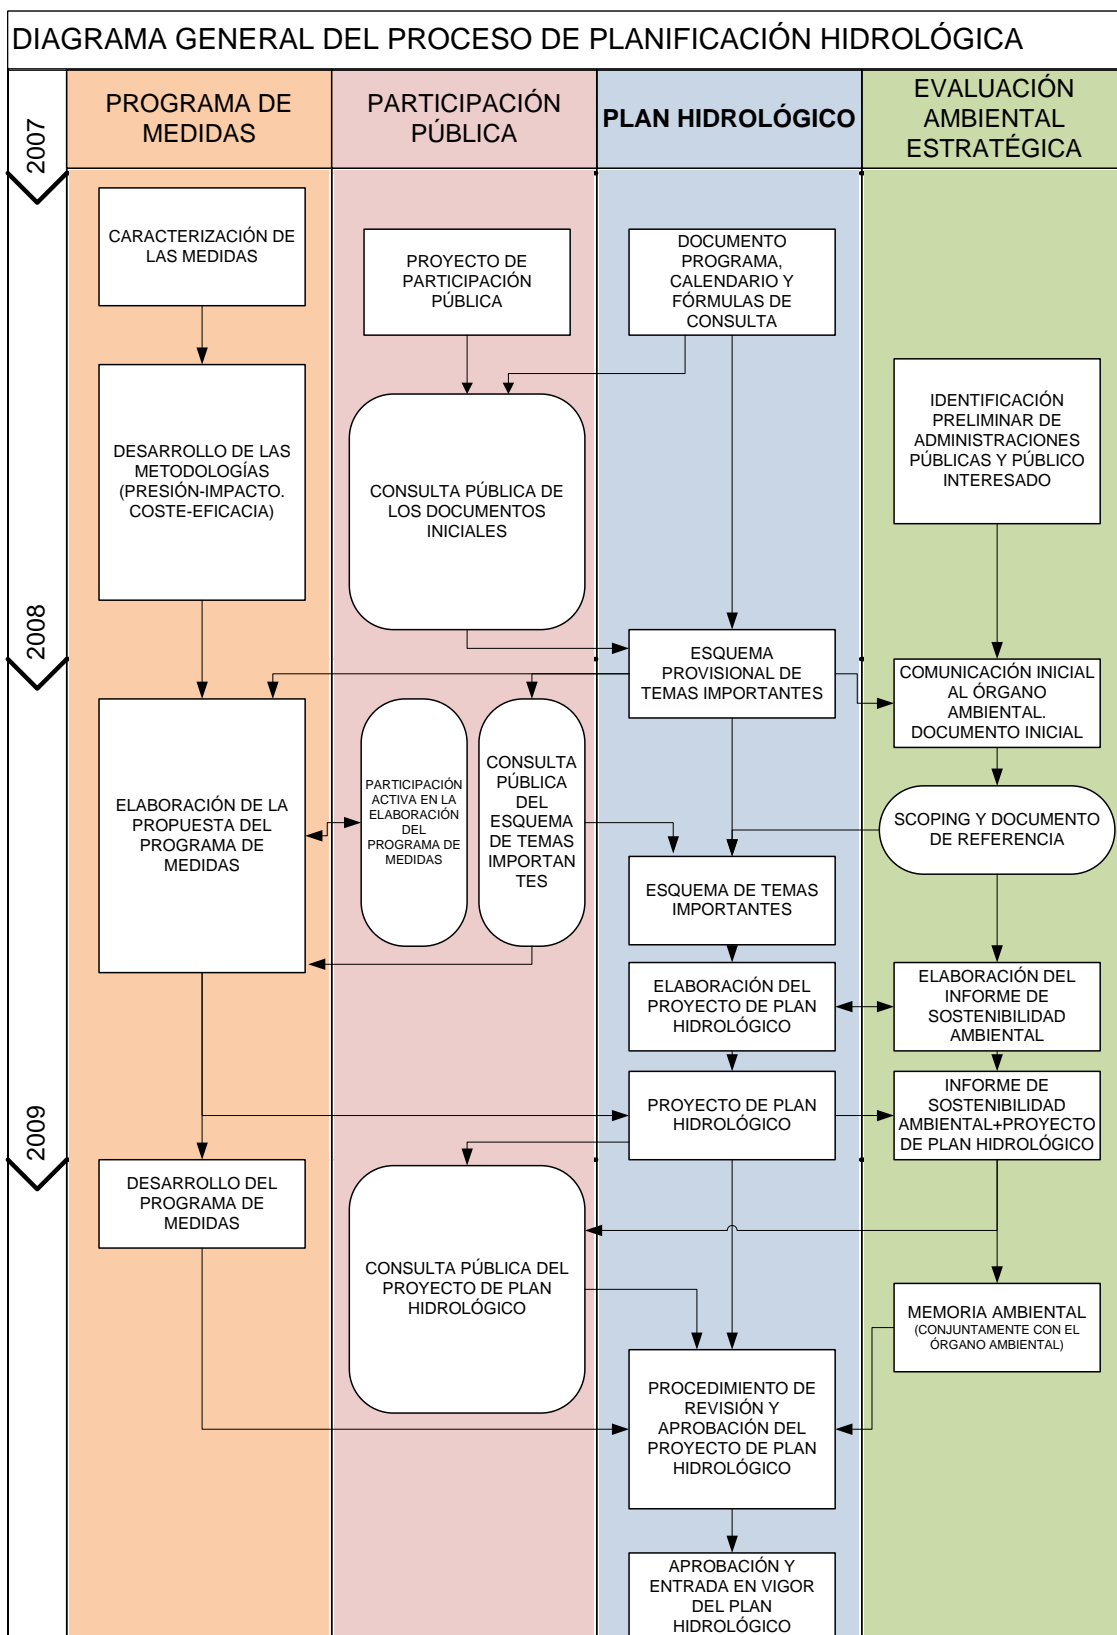 DIAGRAMA GENERAL DEL PROCESO DE PLANIFICACIÓN HIDROLÓGICA
2007
PROGRAMA DE
MEDIDAS
PARTICIPACIÓN
PÚBLICA
PLAN HIDROLÓGICO
EVALUACIÓN
AMBIENTAL
ESTRATÉGICA
CARACTERIZACIÓN DE
LAS MEDIDAS
PROYECTO DE
PARTICIPACIÓN
PÚBLICA
DOCUMENTO
PROGRAMA,
CALENDARIO Y
FÓRMULAS DE
CONSULTA
IDENTIFICACIÓN
PRELIMINAR DE
ADMINISTRACIONES
PÚBLICAS Y PÚBLICO
INTERESADO
DESARROLLO DE LAS
METODOLOGÍAS
(PRESIÓN-IMPACTO.
COSTE-EFICACIA)
CONSULTA PÚBLICA DE
LOS DOCUMENTOS
INICIALES
2008
ESQUEMA
PROVISIONAL DE
TEMAS IMPORTANTES
COMUNICACIÓN INICIAL
AL ÓRGANO
AMBIENTAL.
DOCUMENTO INICIAL
ELABORACIÓN DE LA
PROPUESTA DEL
PROGRAMA DE
MEDIDAS
PARTICIPACIÓN
ACTIVA EN LA
ELABORACIÓN
DEL
PROGRAMA DE
MEDIDAS
CONSULTA
PÚBLICA
DEL
ESQUEMA
DE TEMAS
IMPORTAN
TES
SCOPING Y DOCUMENTO
DE REFERENCIA
ESQUEMA DE TEMAS
IMPORTANTES
ELABORACIÓN DEL
PROYECTO DE PLAN
HIDROLÓGICO
ELABORACIÓN DEL
INFORME DE
SOSTENIBILIDAD
AMBIENTAL
PROYECTO DE PLAN
HIDROLÓGICO
INFORME DE
SOSTENIBILIDAD
AMBIENTAL+PROYECTO
DE PLAN HIDROLÓGICO
2009
DESARROLLO DEL
PROGRAMA DE
MEDIDAS
CONSULTA PÚBLICA DEL
PROYECTO DE PLAN
HIDROLÓGICO
MEMORIA AMBIENTAL
(CONJUNTAMENTE CON EL
ÓRGANO AMBIENTAL)
PROCEDIMIENTO DE
REVISIÓN Y
APROBACIÓN DEL
PROYECTO DE PLAN
HIDROLÓGICO
APROBACIÓN Y
ENTRADA EN VIGOR
DEL PLAN
HIDROLÓGICO